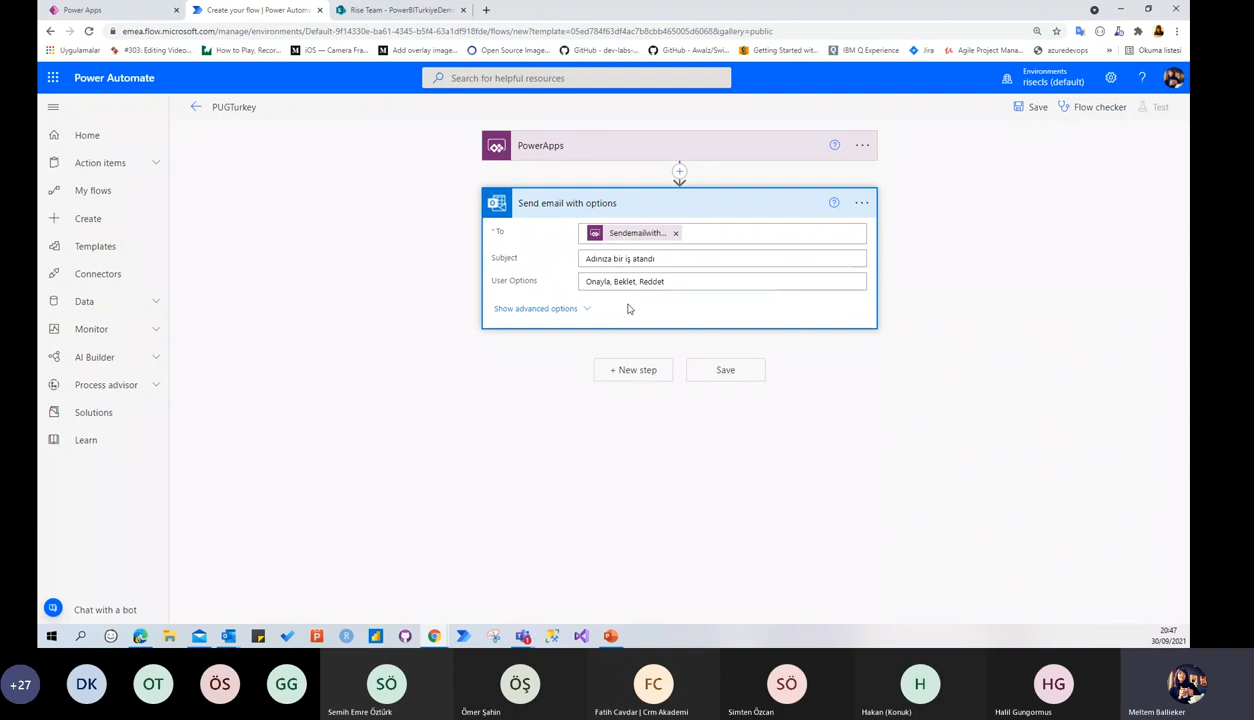 Power Apps
Create your flow | Power Automa
Rise Team - PowerBITurkiyeDem
emea.flow.microsoft.com/manage/environments/Default-9f14330e-ba61-4345-b5f4-63a1df918fde/flows/new?template=05ed784f63df4ac7b8cbb465005d6068&gallery=public
Uygulamalar
#303: Editing Video...
How to Play, Recor...
iOS — Camera Fram...
Add overlay image...
Open Source Image...
GitHub - dev-labs-...
GitHub - Awalz/Swi...
Getting Started wit...
IBM Q Experience
Jira
Agile Project Mana...
azuredevops
»
Okuma listesi
Power Automate
Search for helpful resources
Environments
risecls (default)
PUGTurkey
Save
Flow checker
Test
Home
Action items
My flows
Create
Templates
Connectors
Data
Monitor
AI Builder
Process advisor
Solutions
Learn
Chat with a bot
PowerApps
Send email with options
* To
Sendemailwith...
Subject
Adınıza bir iş atandı
User Options
Onayla, Beklet, Reddet
Show advanced options
+ New step
Save
20:47
30/09/2021
+27
DK
OT
ÖS
GG
SÖ
Semih Emre Öztürk
ÖŞ
Ömer Şahin
FC
Fatih Cavdar | Crm Akademi
SÖ
Simten Özcan
H
Hakan (Konuk)
HG
Halil Gungormus
Meltem Ballieker